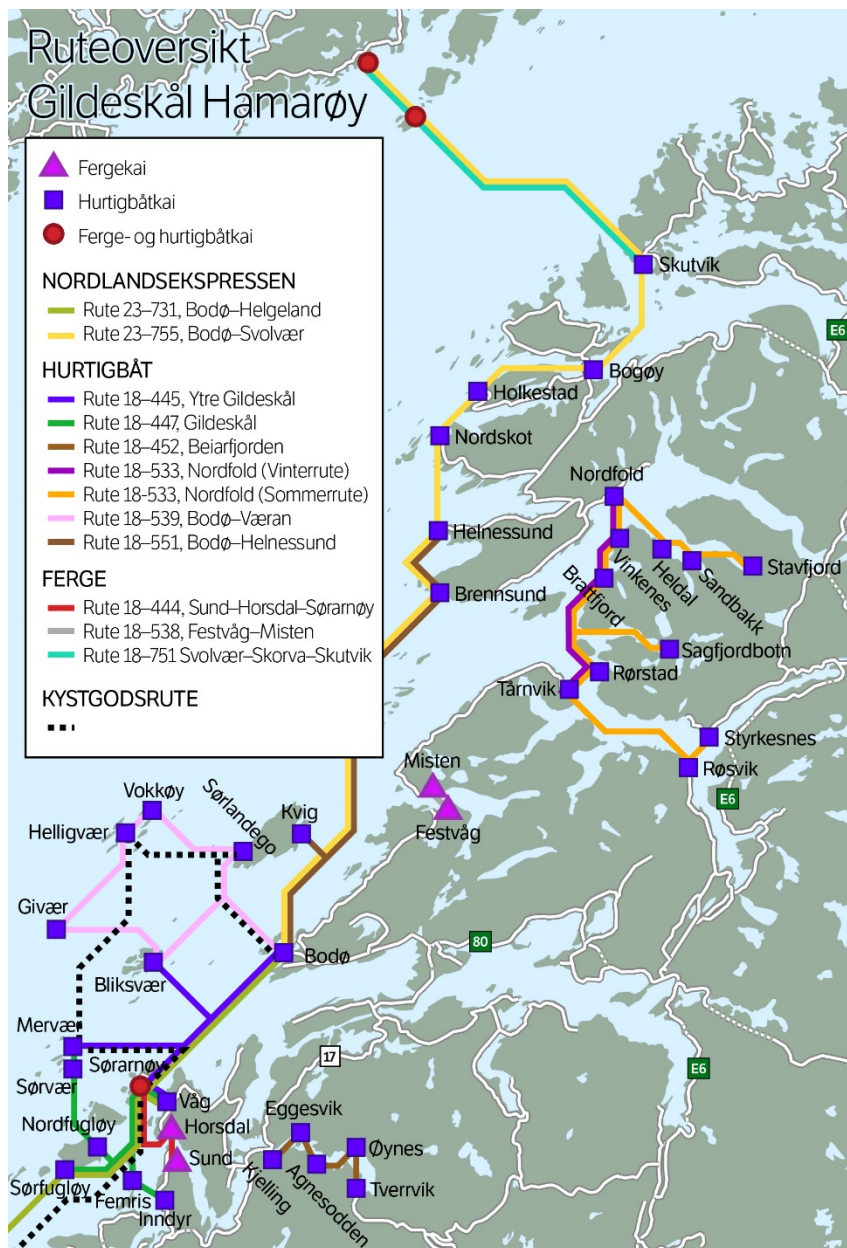 Ruteoversikt
Gildeskål Hamarøy
Fergekai
Hurtigbåtkai
Ferge- og hurtigbåtkai
NORDLANDSEKSPRESSEN
Rute 23–731, Bodø–Helgeland
Rute 23–755, Bodø–Svolvær
HURTIGBÅT
Rute 18–445, Ytre Gildeskål
Rute 18–447, Gildeskål
Rute 18–452, Beiarfjorden
Rute 18–533, Nordfold (Vinterrute)
Rute 18–533, Nordfold (Sommerrute)
Rute 18–539, Bodø–Væran
Rute 18–551, Bodø–Helnessund
FERGE
Rute 18–444, Sund–Horsdal–Sørarnøy
Rute 18–538, Festvåg–Misten
Rute 18–751 Svolvær–Skorva–Skutvik
KYSTGODSRUTE
Skutvik
E6
Bogøy
Holkestad
Nordskot
Nordfold
Helnessund
Vinkenes
Heldal
Sandbakk
Stavfjord
Brattfjord
Brennsund
Sagfjordbotn
Rørstad
Tårnvik
Styrkesnes
Røsvik
E6
Misten
Festvåg
Vokkøy
Sørlandego
Kvig
Helligvær
Givær
Bodø
80
Bliksvær
Mervær
Sørarnøy
17
E6
Sørvær
Våg
Nordfugløy
Horsdal
Eggesvik
Øynes
Sund
Kjelling
Agnesodden
Tverrvik
Sørfugløy
Femris
Inndyr